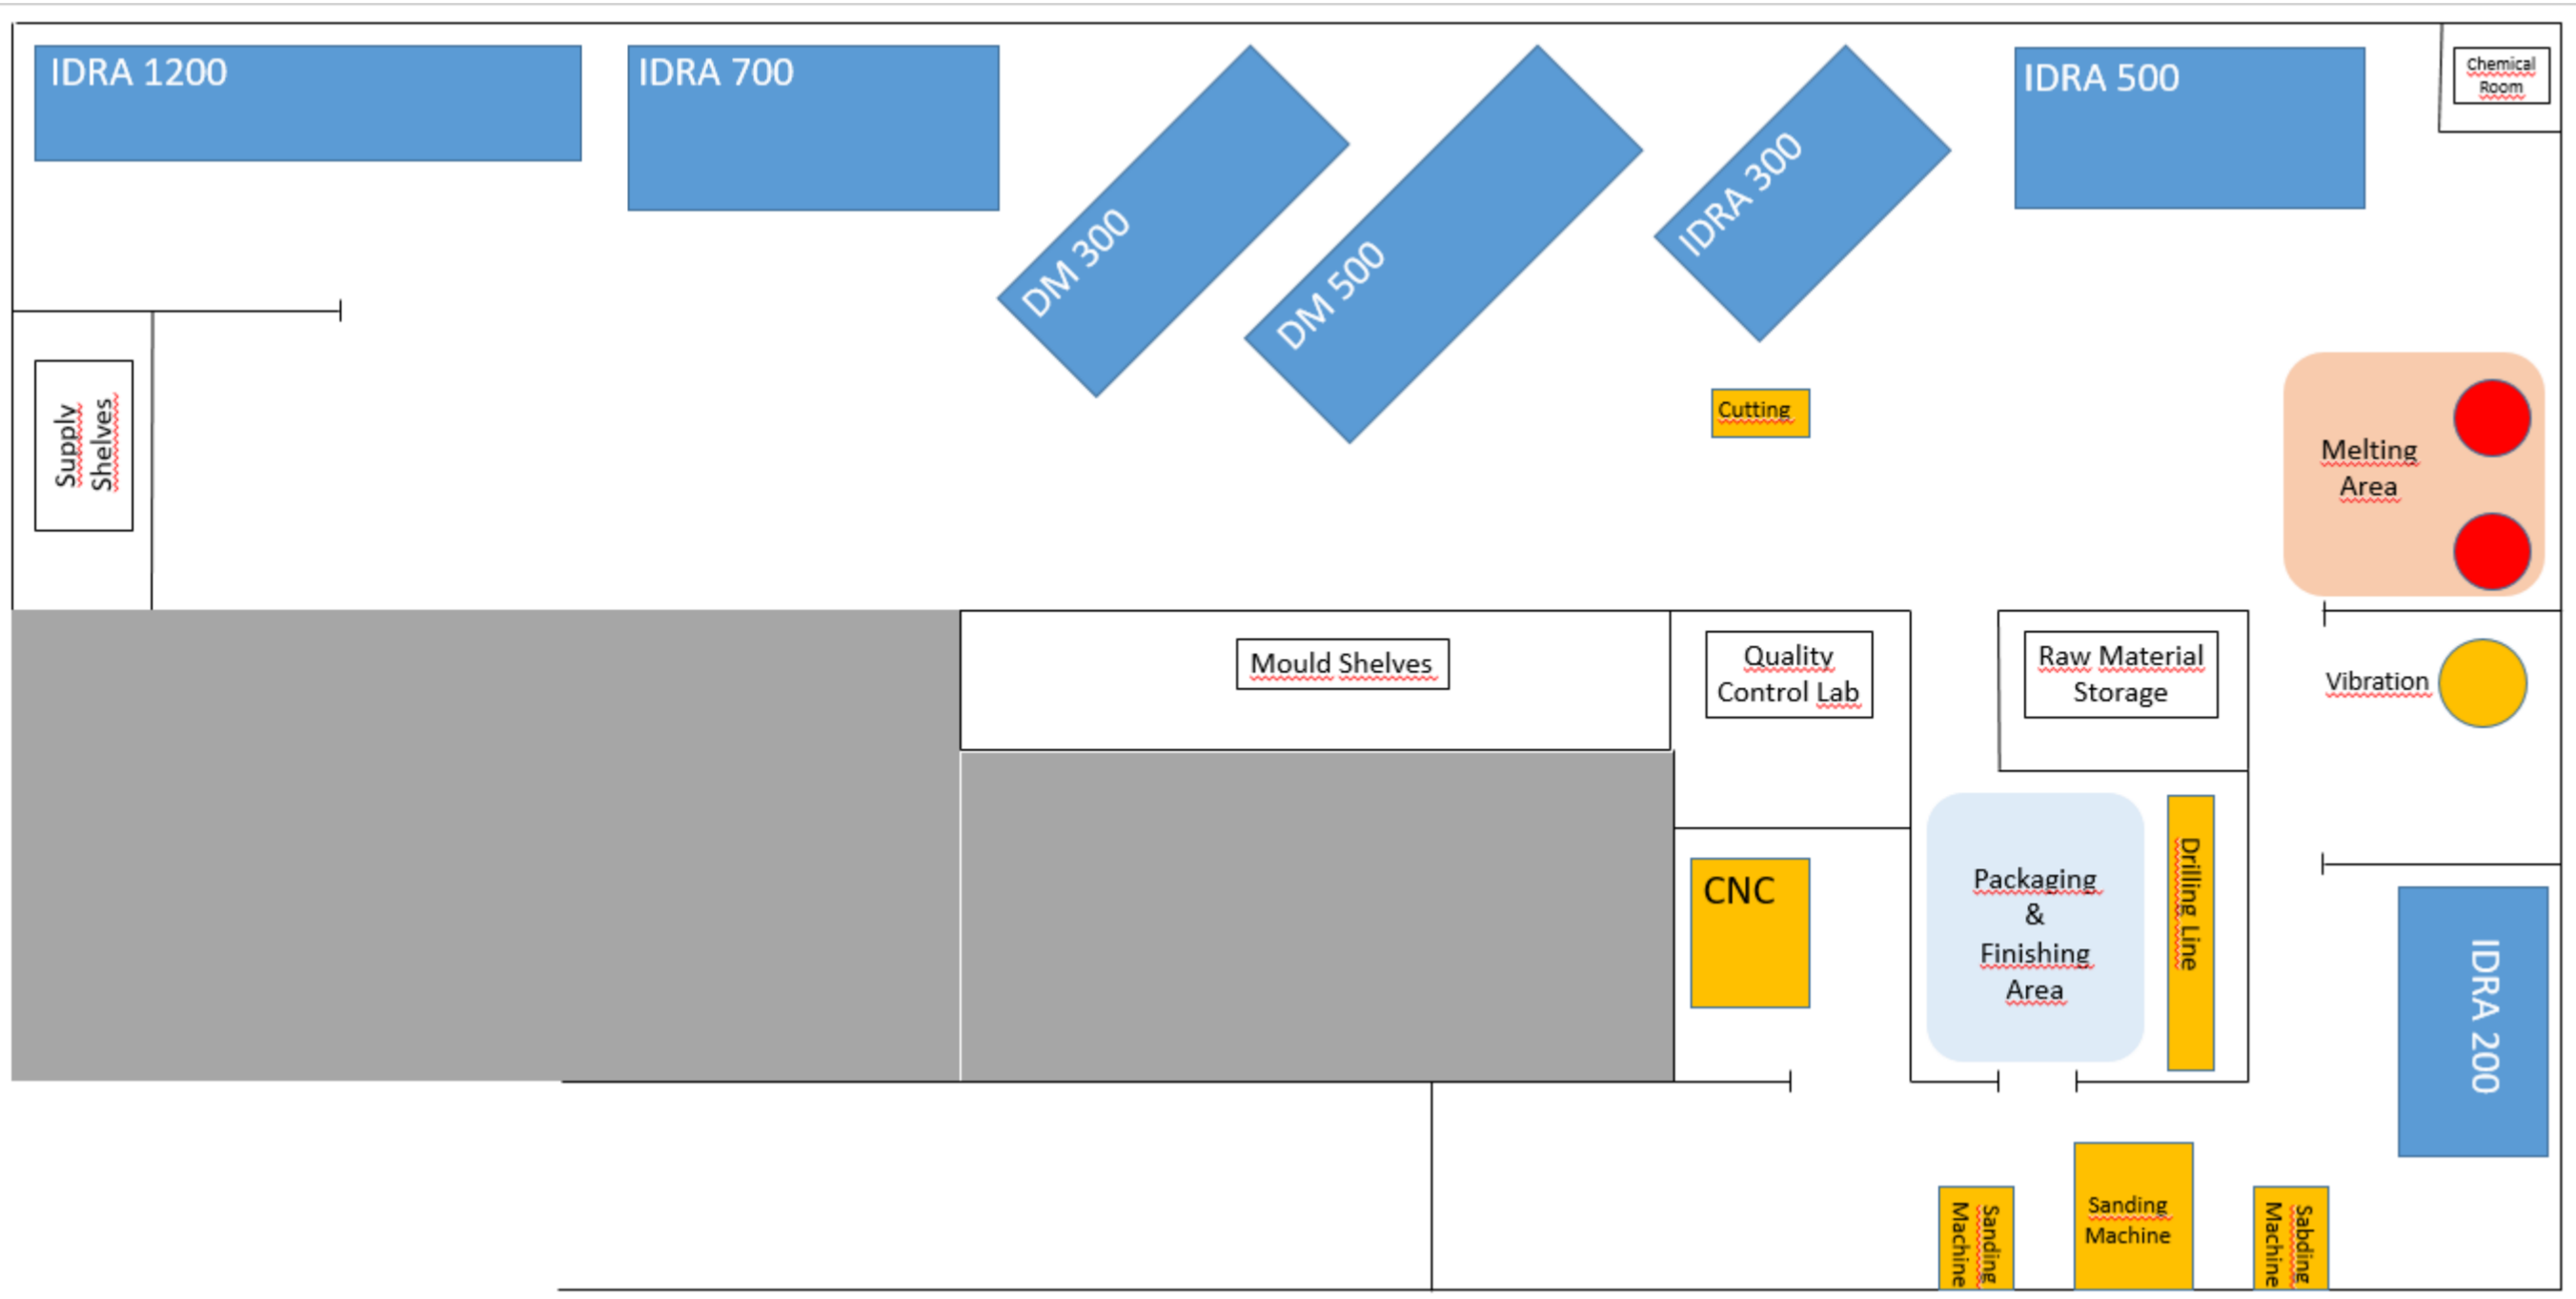 IDRA 1200
IDRA 700
DM 300
DM 500
IDRA 300
IDRA 500
Chemical
Room
Supply
Shelves
Cutting
Melting
Area
Mould Shelves
Quality
Control Lab
Raw Material
Storage
Vibration
CNC
Packaging
&
Finishing
Area
Drilling Line
IDRA 200
Sanding
Machine
Sanding
Machine
Sabding
Machine